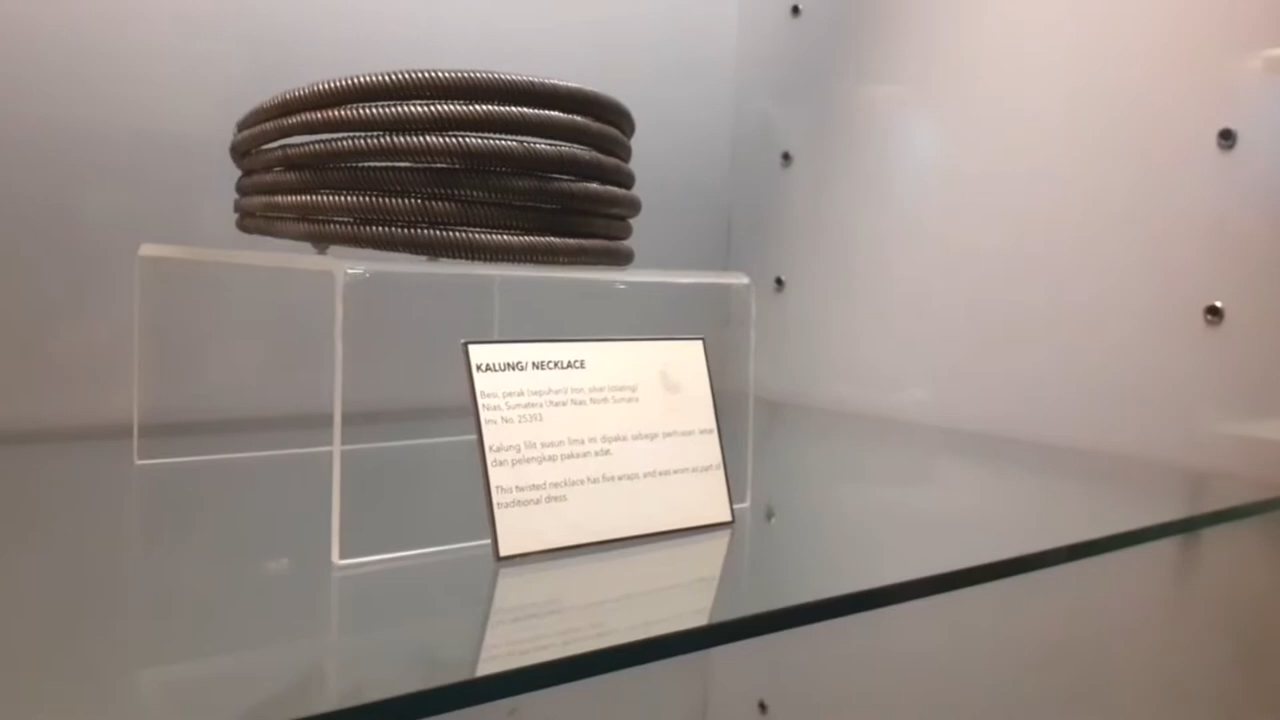 KALUNG/ NECKLACE
Besi, perak (sepuhan)/ Iron, silver (plating)
Nias, Sumatera Utara/ Nias, North Sumatra
Inv. No. 25393
Kalung lilit susun lima ini dipakai sebagai perhiasan leher
dan pelengkap pakaian adat.
This twisted necklace has five wraps, and was worn as part of
traditional dress.